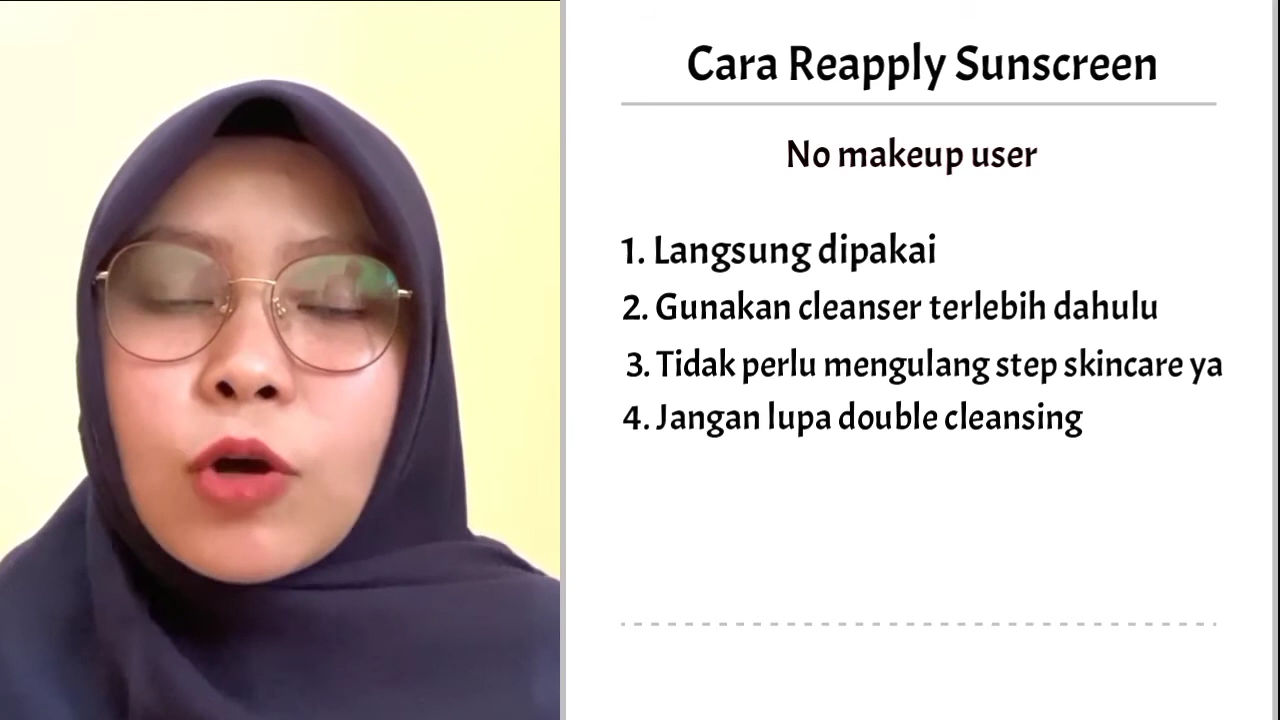 Cara Reapply Sunscreen
No makeup user
1. Langsung dipakai
2. Gunakan cleanser terlebih dahulu
3. Tidak perlu mengulang step skincare ya
4. Jangan lupa double cleansing